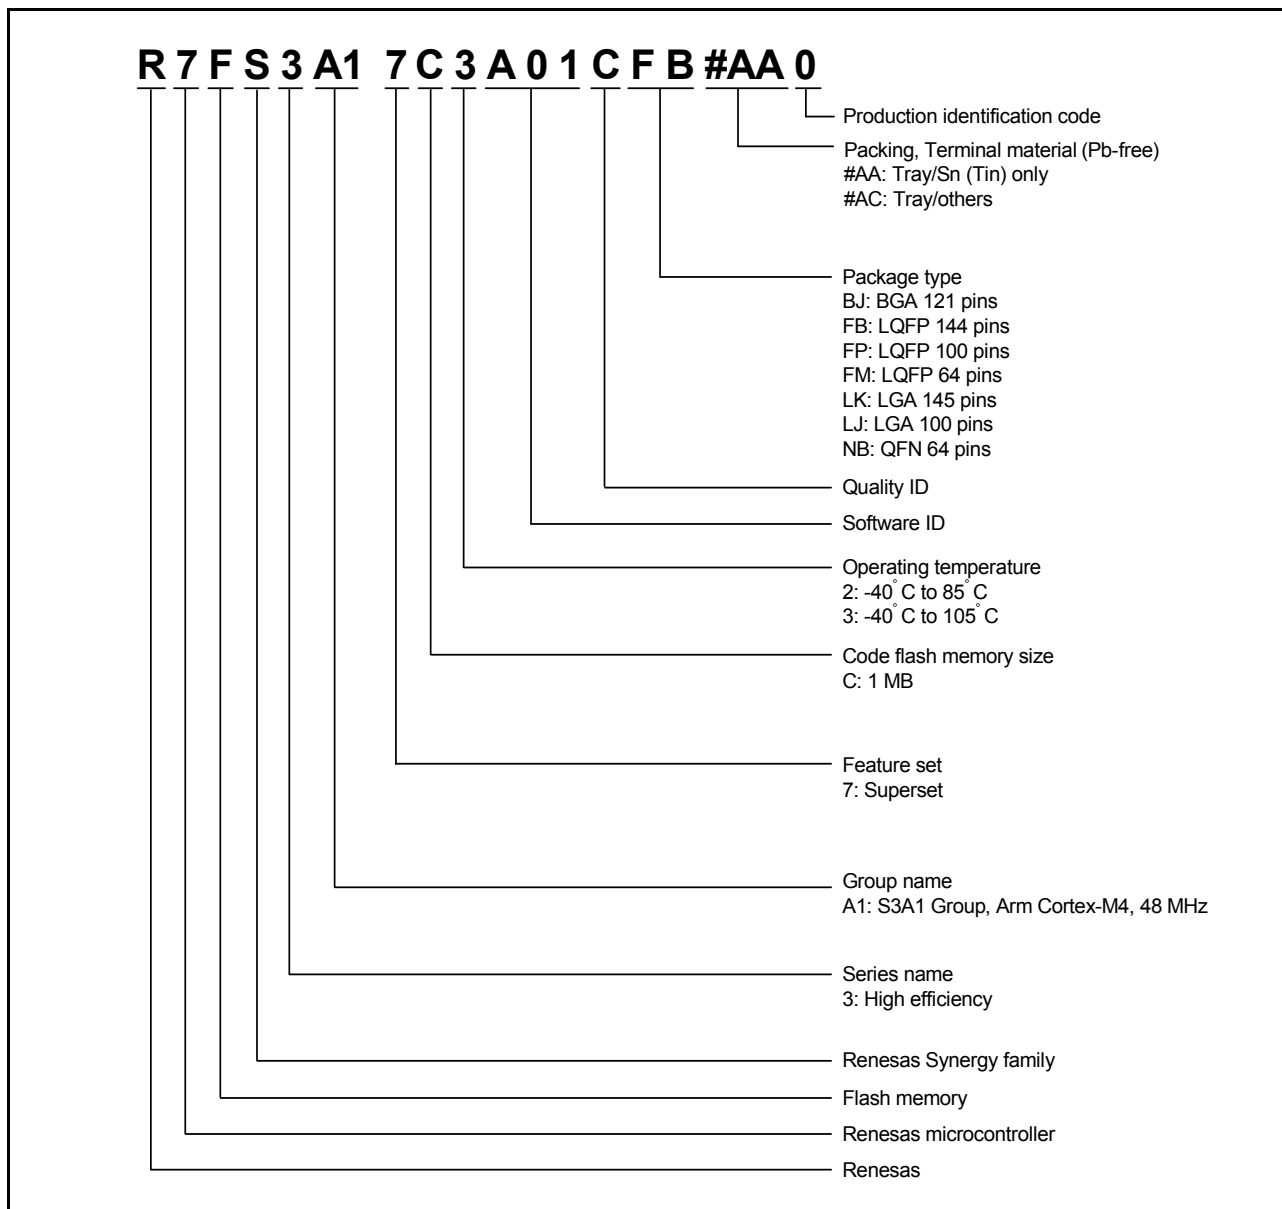 R 7 F S 3 A1 7 C 3 A 0 1 C F B #AA 0
Production identification code
Packing, Terminal material (Pb-free)
#AA: Tray/Sn (Tin) only
#AC: Tray/others
Package type
BJ: BGA 121 pins
FB: LQFP 144 pins
FP: LQFP 100 pins
FM: LQFP 64 pins
LK: LGA 145 pins
LJ: LGA 100 pins
NB: QFN 64 pins
Quality ID
Software ID
Operating temperature
2: -40° C to 85° C
3: -40° C to 105° C
Code flash memory size
C: 1 MB
Feature set
7: Superset
Group name
A1: S3A1 Group, Arm Cortex-M4, 48 MHz
Series name
3: High efficiency
Renesas Synergy family
Flash memory
Renesas microcontroller
Renesas